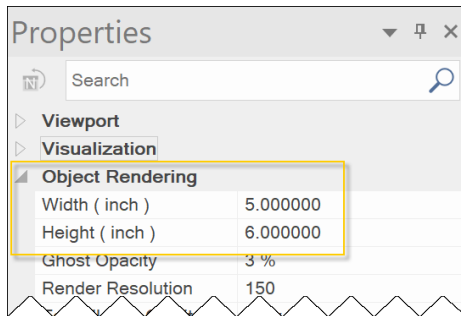 Properties
Search
Viewport
Visualization
Object Rendering
Width ( inch ) 5.000000
Height ( inch ) 6.000000
Ghost Opacity 3 %
Render Resolution 150